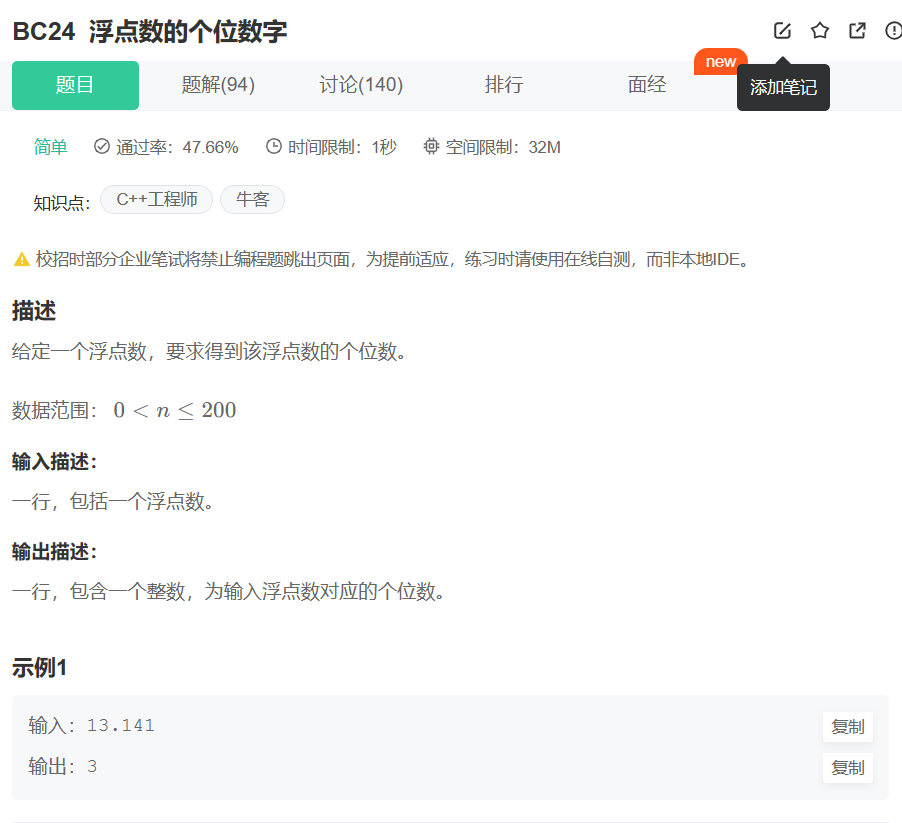 BC24 浮点数的个位数字
new
题目 题解(94) 讨论(140) 排行 面经
添加笔记
简单 通过率：47.66% 时间限制：1秒 空间限制：32M
知识点： C++工程师 牛客
校招时部分企业笔试将禁止编程题跳出页面，为提前适应，练习时请使用在线自测，而非本地IDE。
描述
给定一个浮点数，要求得到该浮点数的个位数。
数据范围： 0 < n ≤ 200
输入描述：
一行，包括一个浮点数。
输出描述：
一行，包含一个整数，为输入浮点数对应的个位数。
示例1
输入：13.141 复制
输出：3 复制